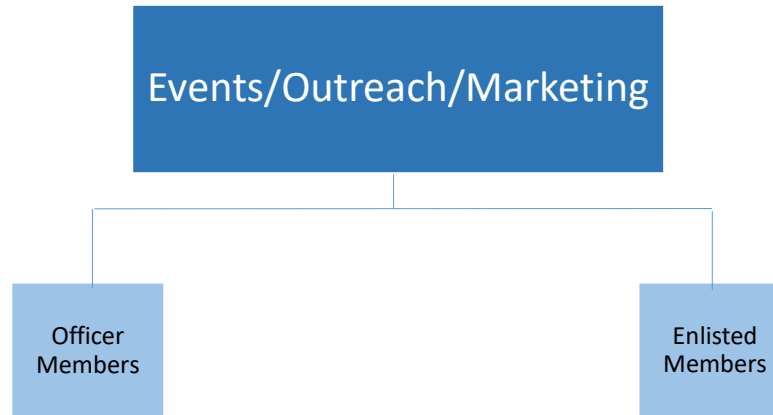 Events/Outreach/Marketing
Officer
Members
Enlisted
Members